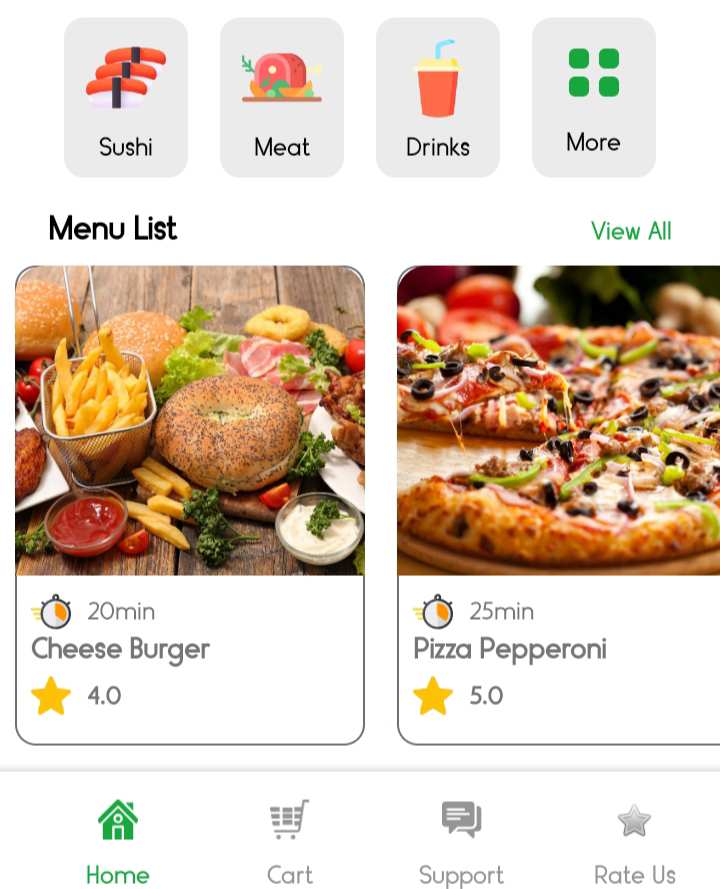 Sushi Meat Drinks More
Menu List View All
20min 25min
Cheese Burger Pizza Pepperoni
4.0 5.0
Home Cart Support Rate Us